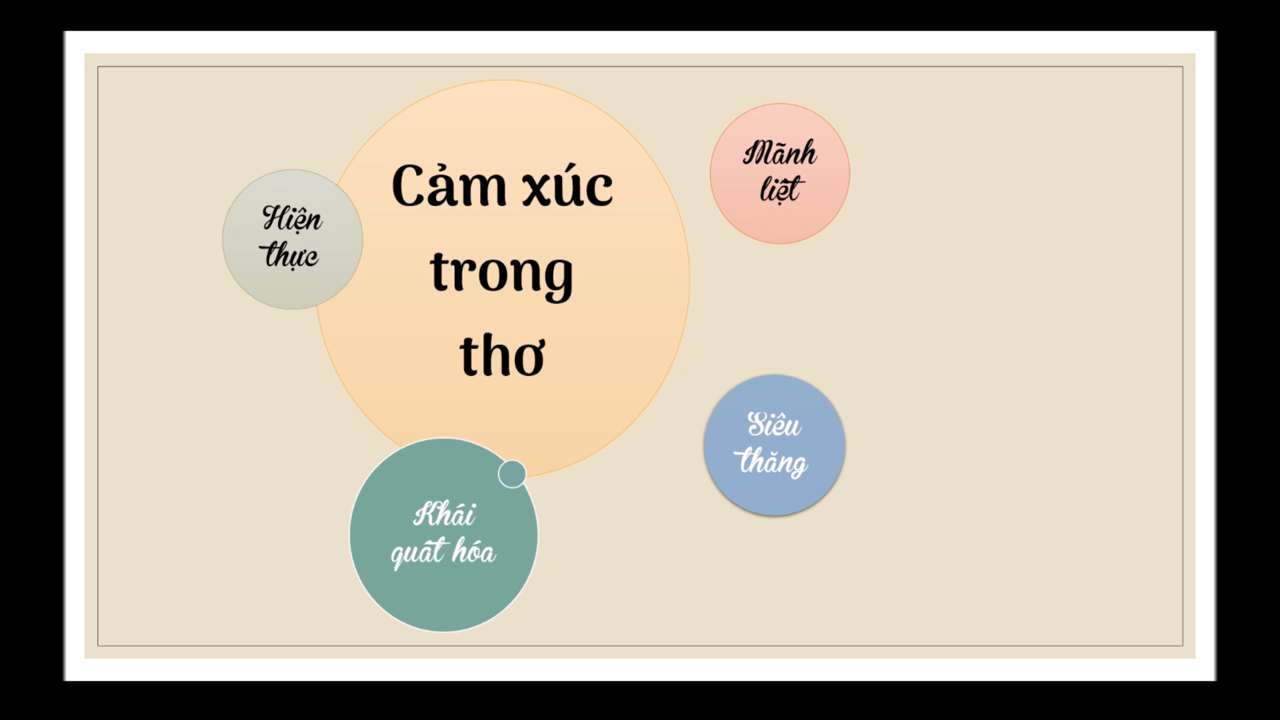 Cảm xúc
trong
thơ
Hiện
thực
Mãnh
liệt
Siêu
thăng
Khái
quát hóa